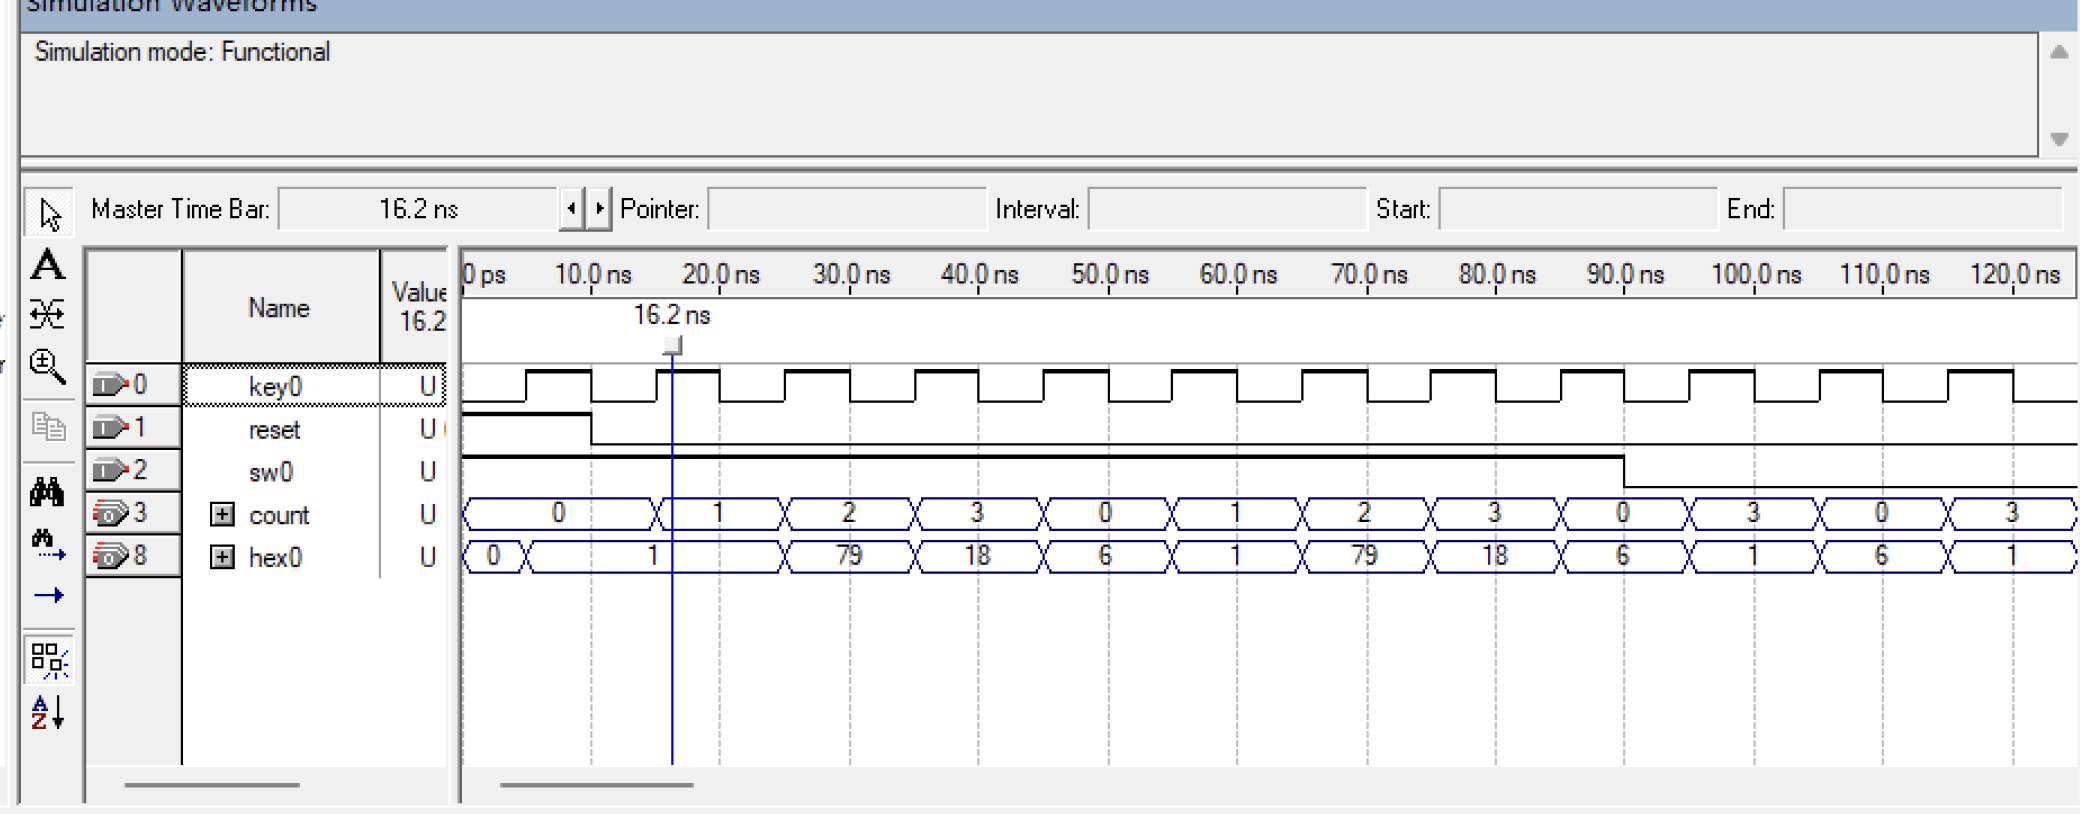 Simulation Waveforms
Simulation mode: Functional
Master Time Bar: 16.2 ns Pointer: Interval: Start: End:
A
Name
Value
16.2
0 ps 10.0 ns 20.0 ns 30.0 ns 40.0 ns 50.0 ns 60.0 ns 70.0 ns 80.0 ns 90.0 ns 100.0 ns 110.0 ns 120.0 ns
16.2 ns
0 key0 U
1 reset U
2 sw0 U
3 count U 0 1 2 3 0 1 2 3 0 3 0 3
8 hex0 U 0 1 79 18 6 1 79 18 6 1 6 1
A
Z